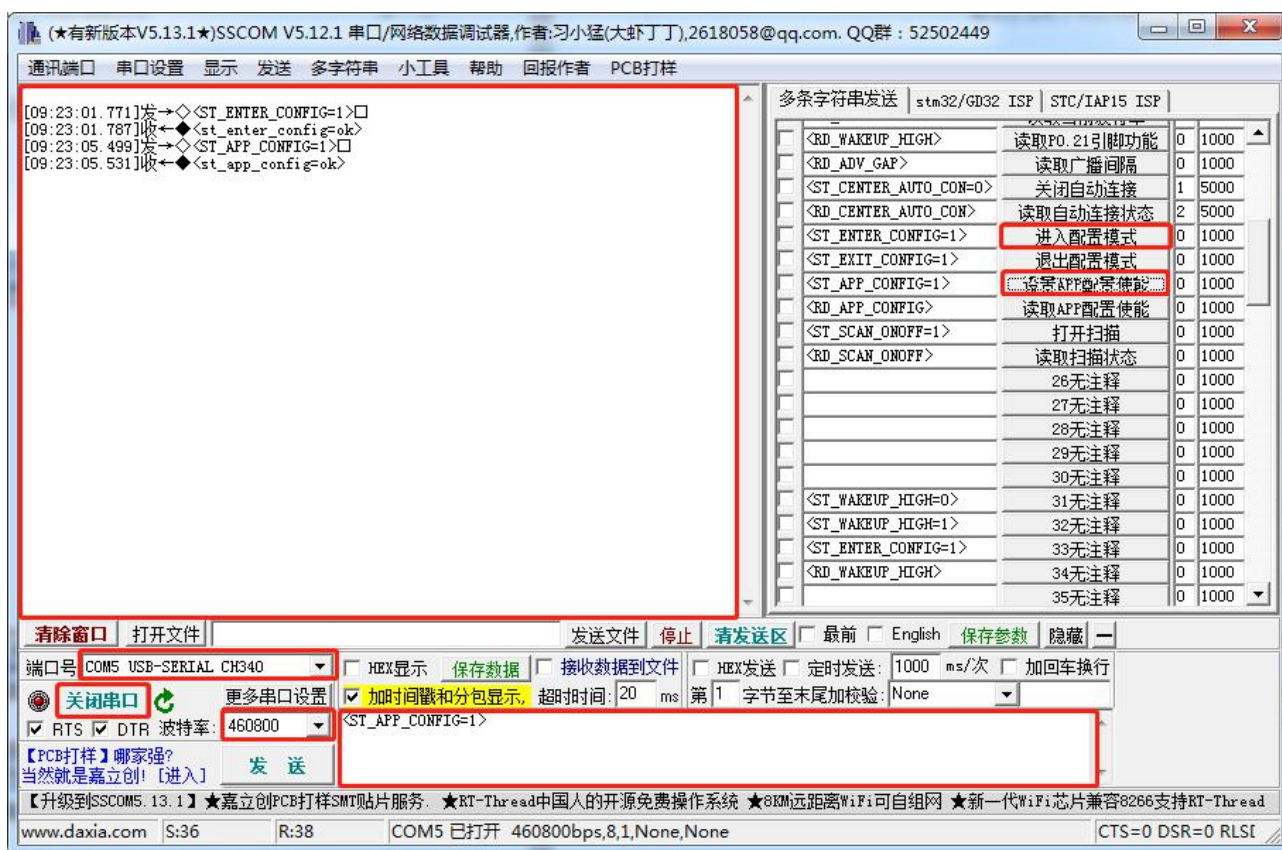 (★有新版本V5.13.1★)SSCOM V5.12.1 串口/网络数据调试器,作者:习小猛(大虾丁丁),2618058@qq.com. QQ群：52502449
通讯端口 串口设置 显示 发送 多字符串 小工具 帮助 回报作者 PCB打样
[09:23:01.771]发→◇<ST_ENTER_CONFIG=1>□
[09:23:01.787]收←◆<st_enter_config=ok>
[09:23:05.499]发→◇<ST_APP_CONFIG=1>□
[09:23:05.531]收←◆<st_app_config=ok>
多条字符串发送 stm32/GD32 ISP STC/IAP15 ISP
<RD_WAKEUP_HIGH> 读取P0.21引脚功能 0 1000
<RD_ADV_GAP> 读取广播间隔 0 1000
<ST_CENTER_AUTO_CON=0> 关闭自动连接 1 5000
<RD_CENTER_AUTO_CON> 读取自动连接状态 2 5000
<ST_ENTER_CONFIG=1> 进入配置模式 0 1000
<ST_EXIT_CONFIG=1> 退出配置模式 0 1000
<ST_APP_CONFIG=1> 设置APP配置使能 0 1000
<RD_APP_CONFIG> 读取APP配置使能 0 1000
<ST_SCAN_ONOFF=1> 打开扫描 0 1000
<RD_SCAN_ONOFF> 读取扫描状态 0 1000
26无注释 0 1000
27无注释 0 1000
28无注释 0 1000
29无注释 0 1000
30无注释 0 1000
<ST_WAKEUP_HIGH=0> 31无注释 0 1000
<ST_WAKEUP_HIGH=1> 32无注释 0 1000
<ST_ENTER_CONFIG=1> 33无注释 0 1000
<RD_WAKEUP_HIGH> 34无注释 0 1000
35无注释 0 1000
清除窗口 打开文件 发送文件 停止 清发送区 最前 English 保存参数 隐藏
端口号 COM5 USB-SERIAL CH340 HEX显示 保存数据 接收数据到文件 HEX发送 定时发送: 1000 ms/次 加回车换行
关闭串口 更多串口设置 加时间戳和分包显示, 超时时间: 20 ms 第 1 字节至末尾加校验: None
RTS DTR 波特率: 460800 <ST_APP_CONFIG=1>
【PCB打样】哪家强?
当然就是嘉立创! [进入] 发 送
【升级到SSCOM5.13.1】★嘉立创PCB打样SMT贴片服务. ★RT-Thread中国人的开源免费操作系统 ★8KM远距离WiFi可自组网 ★新一代WiFi芯片兼容8266支持RT-Thread
www.daxia.com S:36 R:38 COM5 已打开 460800bps,8,1,None,None CTS=0 DSR=0 RLS